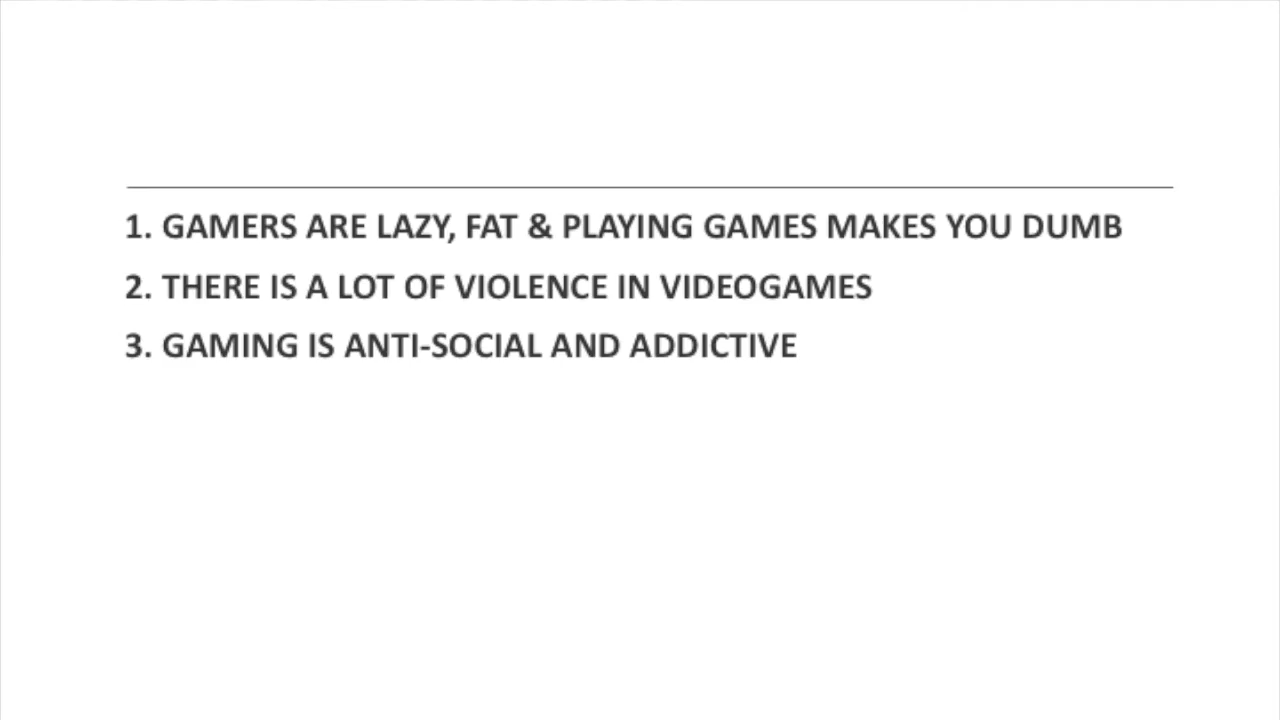 1. GAMERS ARE LAZY, FAT & PLAYING GAMES MAKES YOU DUMB
2. THERE IS A LOT OF VIOLENCE IN VIDEOGAMES
3. GAMING IS ANTI-SOCIAL AND ADDICTIVE